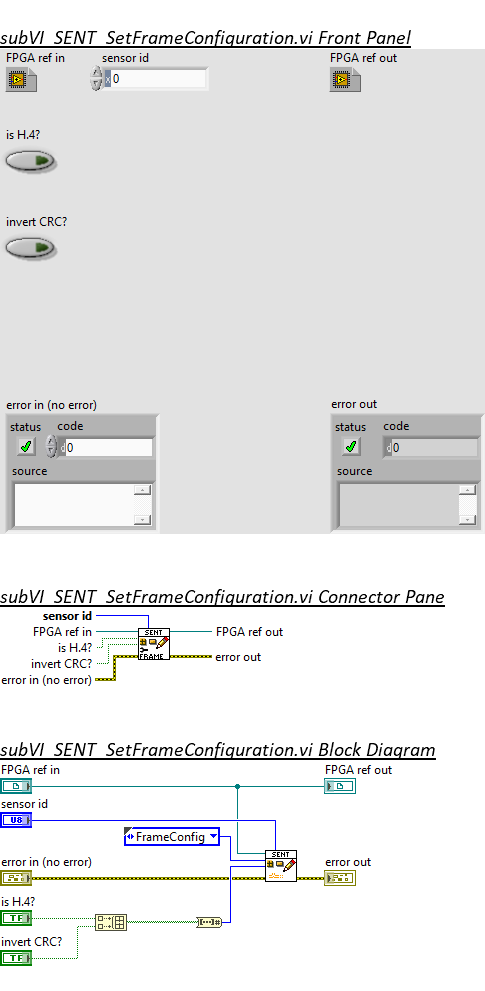 subVI_SENT_SetFrameConfiguration.vi Front Panel
FPGA ref in
sensor id
FPGA ref out
x 0
is H.4?
invert CRC?
error in (no error)
error out
status
code
status
code
d 0
d 0
source
source
subVI_SENT_SetFrameConfiguration.vi Connector Pane
sensor id
FPGA ref in
SENT
FPGA ref out
is H.4?
invert CRC?
FRAME
error out
error in (no error)
subVI_SENT_SetFrameConfiguration.vi Block Diagram
FPGA ref in
FPGA ref out
sensor id
U8
FrameConfig
SENT
error in (no error)
error out
is H.4?
TF
invert CRC?
TF